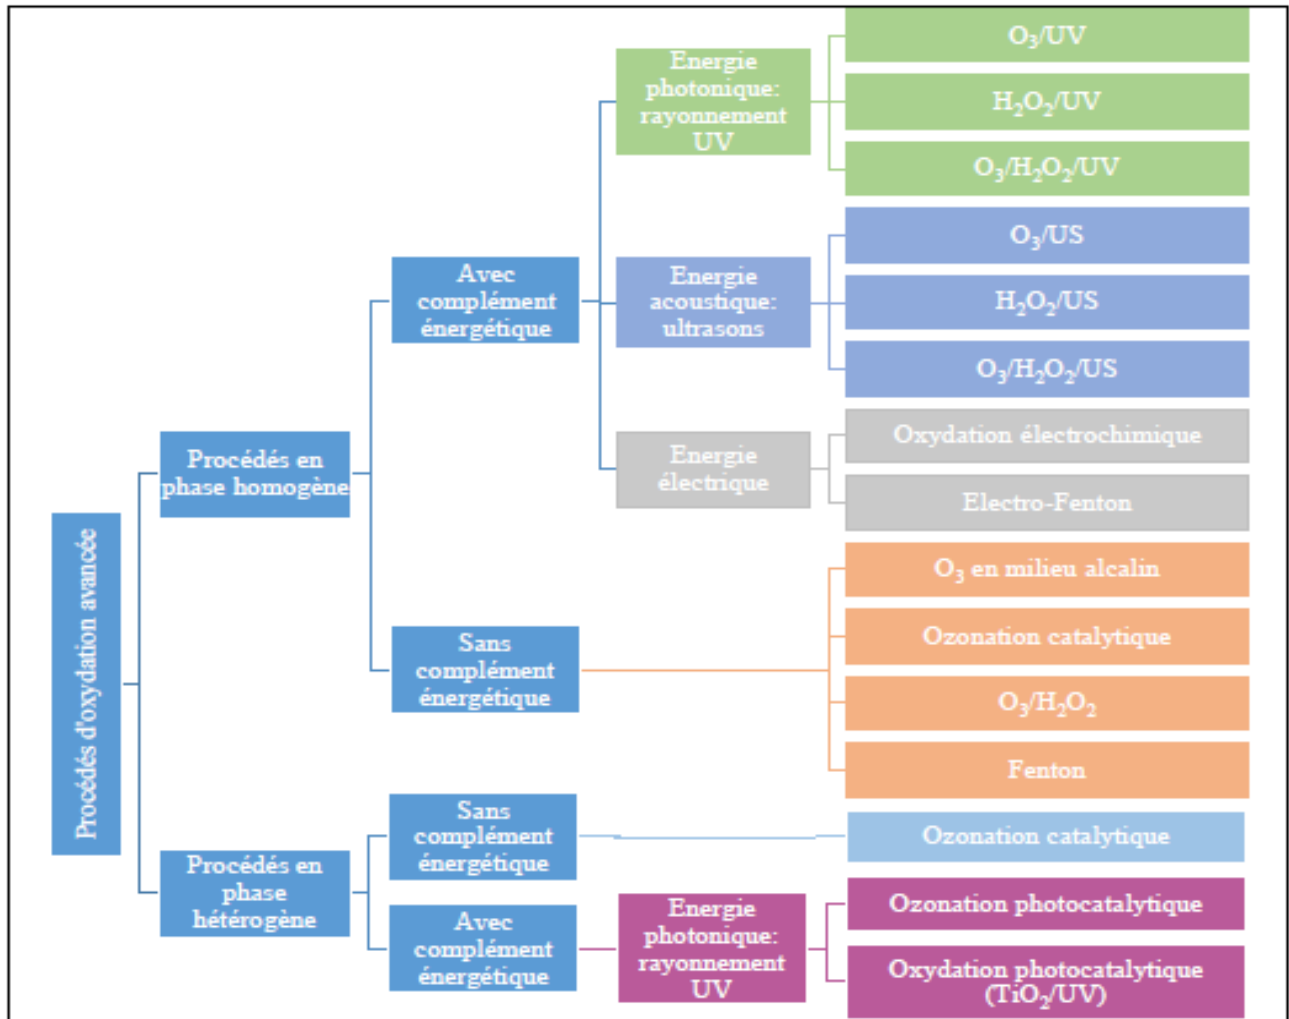 Procédés d'oxydation avancée
Procédés en
phase homogène
Avec
complément
énergétique
Energie
photonique:
rayonnement
UV
O₃/UV
H₂O₂/UV
O₃/H₂O₂/UV
Energie
acoustique:
ultrasons
O₃/US
H₂O₂/US
O₃/H₂O₂/US
Energie
électrique
Oxydation électrochimique
Electro-Fenton
Sans
complément
énergétique
O₃ en milieu alcalin
Ozonation catalytique
O₃/H₂O₂
Fenton
Procédés en
phase
hétérogène
Sans
complément
énergétique
Ozonation catalytique
Avec
complément
énergétique
Energie
photonique:
rayonnement
UV
Ozonation photocatalytique
Oxydation photocatalytique
(TiO₂/UV)